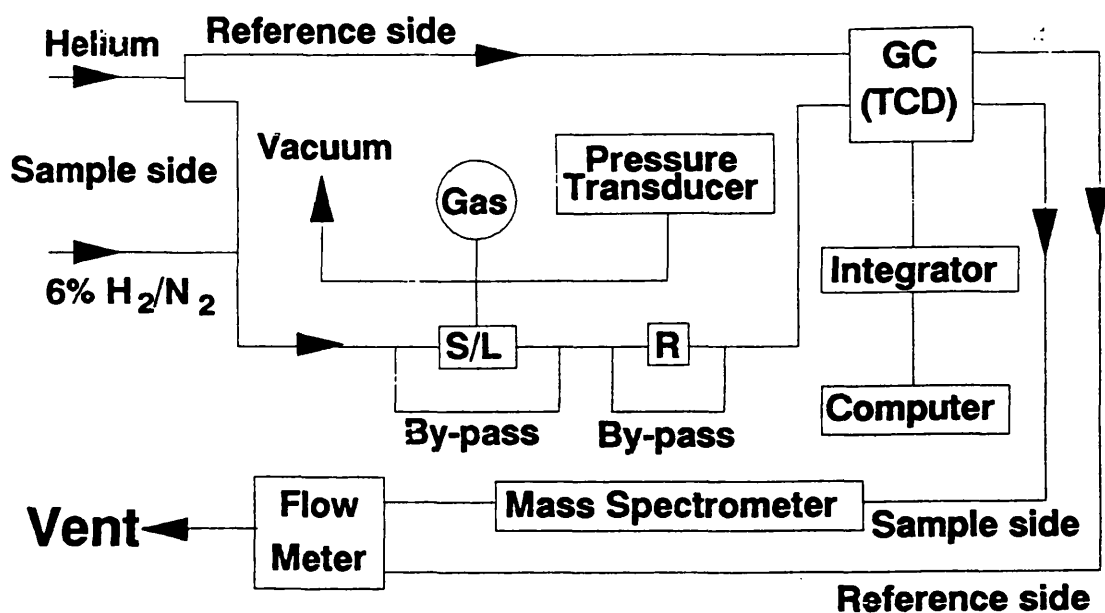 Helium
Reference side
GC
(TCD)
Sample side
Vacuum
Gas
Pressure
Transducer
6% H₂/N₂
Integrator
S/L
R
By-pass
By-pass
Computer
Vent
Flow
Meter
Mass Spectrometer
Sample side
Reference side